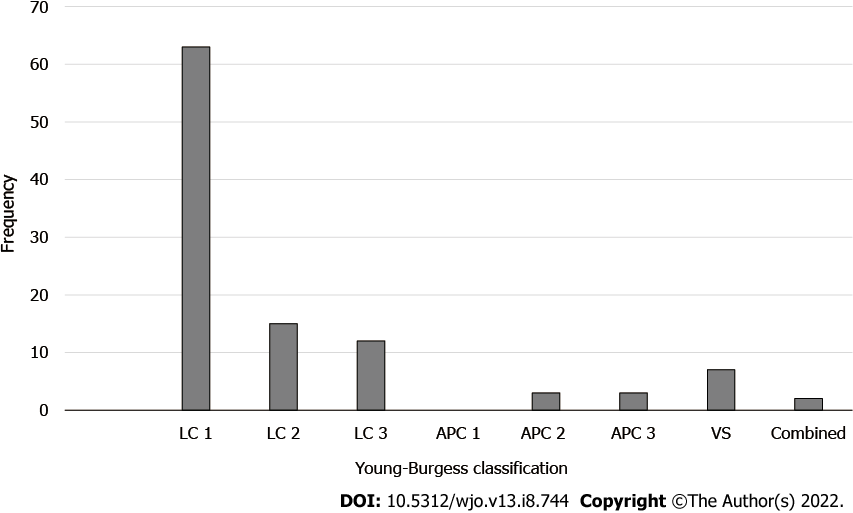 70
60
50
40
30
20
10
0
Frequency
LC 1 LC 2 LC 3 APC 1 APC 2 APC 3 VS Combined
Young-Burgess classification
DOI: 10.5312/wjo.v13.i8.744 Copyright ©The Author(s) 2022.